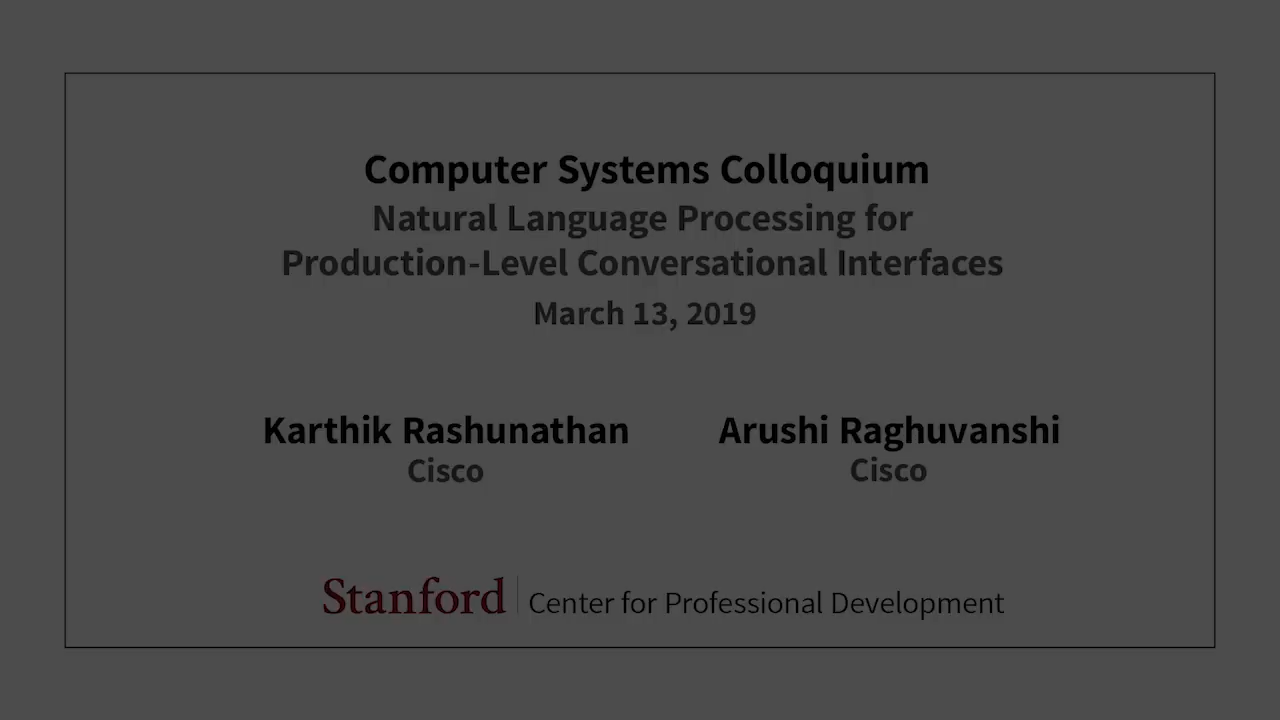 Computer Systems Colloquium
Natural Language Processing for
Production-Level Conversational Interfaces
March 13, 2019
Karthik Rashunathan Arushi Raghuvanshi
Cisco Cisco
Stanford Center for Professional Development